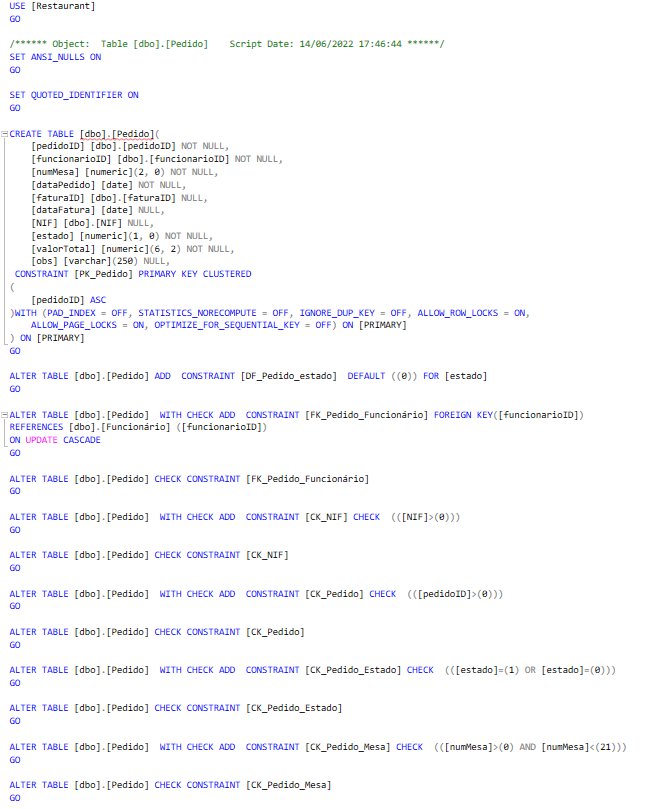 USE [Restaurant]
GO
/****** Object:  Table [dbo].[Pedido]    Script Date: 14/06/2022 17:46:44 ******/
SET ANSI_NULLS ON
GO
SET QUOTED_IDENTIFIER ON
GO
CREATE TABLE [dbo].[Pedido](
    [pedidoID] [dbo].[pedidoID] NOT NULL,
    [funcionarioID] [dbo].[funcionarioID] NOT NULL,
    [numMesa] [numeric](2, 0) NOT NULL,
    [dataPedido] [date] NOT NULL,
    [faturaID] [dbo].[faturaID] NULL,
    [dataFatura] [date] NULL,
    [NIF] [dbo].[NIF] NULL,
    [estado] [numeric](1, 0) NOT NULL,
    [valorTotal] [numeric](6, 2) NOT NULL,
    [obs] [varchar](250) NULL,
 CONSTRAINT [PK_Pedido] PRIMARY KEY CLUSTERED
(
    [pedidoID] ASC
)WITH (PAD_INDEX = OFF, STATISTICS_NORECOMPUTE = OFF, IGNORE_DUP_KEY = OFF, ALLOW_ROW_LOCKS = ON,
    ALLOW_PAGE_LOCKS = ON, OPTIMIZE_FOR_SEQUENTIAL_KEY = OFF) ON [PRIMARY]
) ON [PRIMARY]
GO
ALTER TABLE [dbo].[Pedido] ADD  CONSTRAINT [DF_Pedido_estado]  DEFAULT ((0)) FOR [estado]
GO
ALTER TABLE [dbo].[Pedido]  WITH CHECK ADD  CONSTRAINT [FK_Pedido_Funcionário] FOREIGN KEY([funcionarioID])
REFERENCES [dbo].[Funcionário] ([funcionarioID])
ON UPDATE CASCADE
GO
ALTER TABLE [dbo].[Pedido] CHECK CONSTRAINT [FK_Pedido_Funcionário]
GO
ALTER TABLE [dbo].[Pedido]  WITH CHECK ADD  CONSTRAINT [CK_NIF] CHECK  (([NIF]>(0)))
GO
ALTER TABLE [dbo].[Pedido] CHECK CONSTRAINT [CK_NIF]
GO
ALTER TABLE [dbo].[Pedido]  WITH CHECK ADD  CONSTRAINT [CK_Pedido] CHECK  (([pedidoID]>(0)))
GO
ALTER TABLE [dbo].[Pedido] CHECK CONSTRAINT [CK_Pedido]
GO
ALTER TABLE [dbo].[Pedido]  WITH CHECK ADD  CONSTRAINT [CK_Pedido_Estado] CHECK  (([estado]=(1) OR [estado]=(0)))
GO
ALTER TABLE [dbo].[Pedido] CHECK CONSTRAINT [CK_Pedido_Estado]
GO
ALTER TABLE [dbo].[Pedido]  WITH CHECK ADD  CONSTRAINT [CK_Pedido_Mesa] CHECK  (([numMesa]>(0) AND [numMesa]<(21)))
GO
ALTER TABLE [dbo].[Pedido] CHECK CONSTRAINT [CK_Pedido_Mesa]
GO